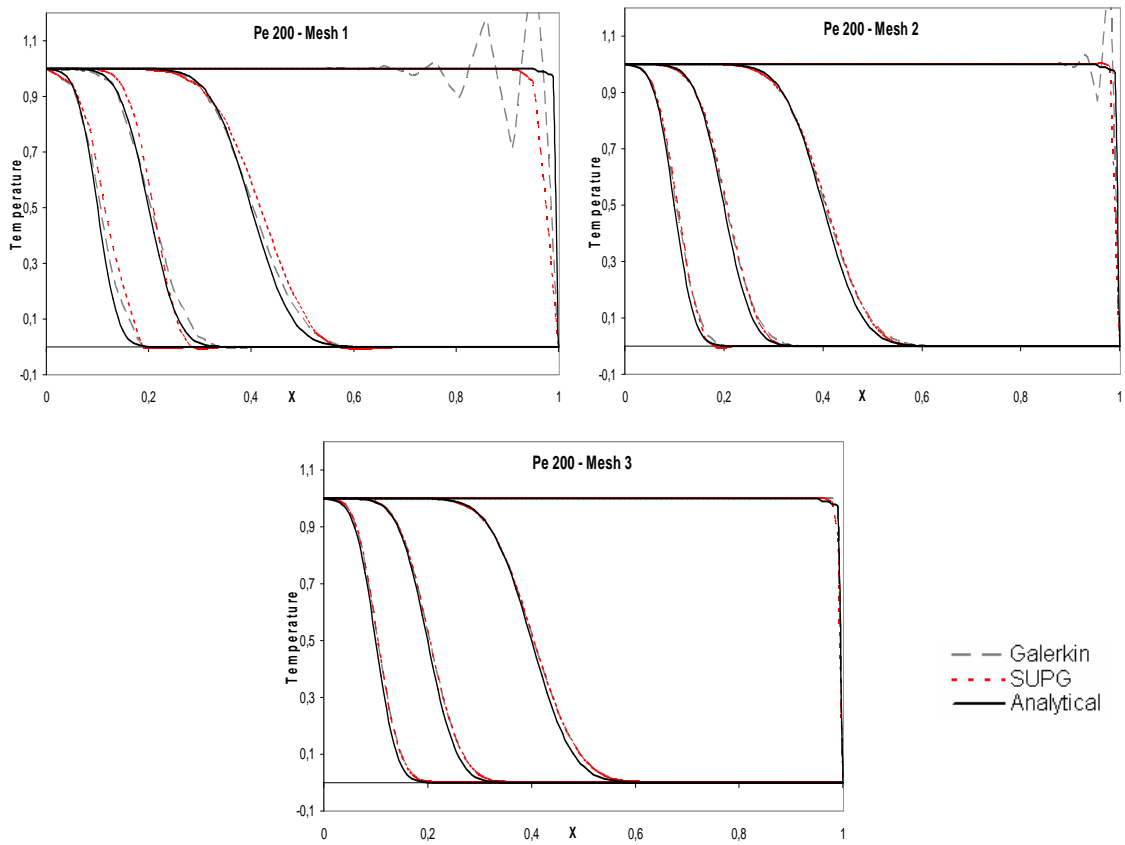 Pe 200 - Mesh 1
1,1
0,9
0,7
0,5
0,3
0,1
-0,1
Temperature
0 0,2 0,4 0,6 0,8 1
X
Pe 200 - Mesh 2
1,1
0,9
0,7
0,5
0,3
0,1
-0,1
Temperature
0 0,2 0,4 0,6 0,8 1
X
Pe 200 - Mesh 3
1,1
0,9
0,7
0,5
0,3
0,1
-0,1
Temperature
0 0,2 0,4 0,6 0,8 1
X
Galerkin
SUPG
Analytical